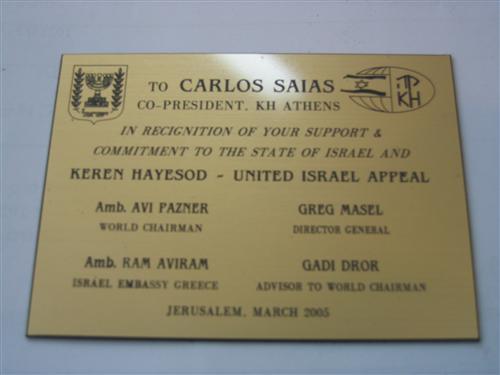 TO CARLOS SAIAS
CO-PRESIDENT, KH ATHENS
KH
IN RECIGNITION OF YOUR SUPPORT &
COMMITMENT TO THE STATE OF ISRAEL AND
KEREN HAYESOD - UNITED ISRAEL APPEAL
Amb. AVI PAZNER
WORLD CHAIRMAN
GREG MASEL
DIRECTOR GENERAL
Amb. RAM AVIRAM
ISRAEL EMBASSY GREECE
GADI DROR
ADVISOR TO WORLD CHAIRMAN
JERUSALEM, MARCH 2005